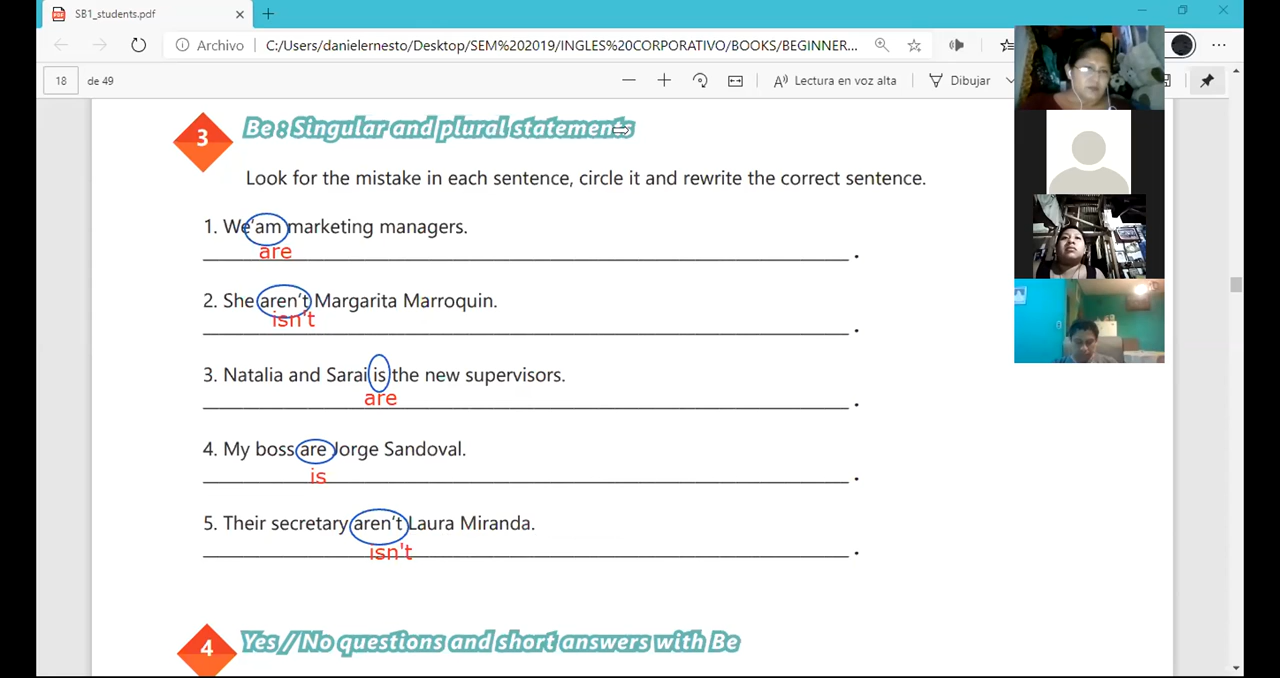 SB1_students.pdf
Archivo C:/Users/danielernesto/Desktop/SEM%202019/INGLES%20CORPORATIVO/BOOKS/BEGINNER...
18 de 49 Lectura en voz alta Dibujar
3 Be : Singular and plural statements
Look for the mistake in each sentence, circle it and rewrite the correct sentence.
1. We'am marketing managers.
are
2. She aren't Margarita Marroquin.
isn't
3. Natalia and Sarai is the new supervisors.
are
4. My boss are Jorge Sandoval.
is
5. Their secretary aren't Laura Miranda.
isn't
4 Yes / No questions and short answers with Be